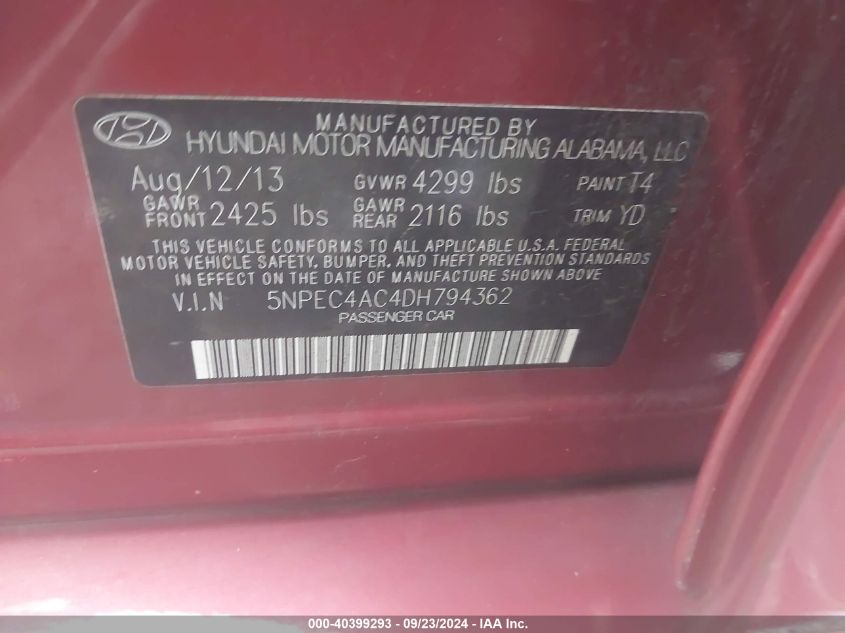 MANUFACTURED BY
HYUNDAI MOTOR MANUFACTURING ALABAMA, LLC
Aug/12/13 GVWR 4299 lbs PAINT T4
GAWR FRONT 2425 lbs GAWR REAR 2116 lbs TRIM YD
THIS VEHICLE CONFORMS TO ALL APPLICABLE U.S.A. FEDERAL
MOTOR VEHICLE SAFETY, BUMPER, AND THEFT PREVENTION STANDARDS
IN EFFECT ON THE DATE OF MANUFACTURE SHOWN ABOVE
V.I.N 5NPEC4AC4DH794362
PASSENGER CAR
000-40399293 - 09/23/2024 - IAA Inc.